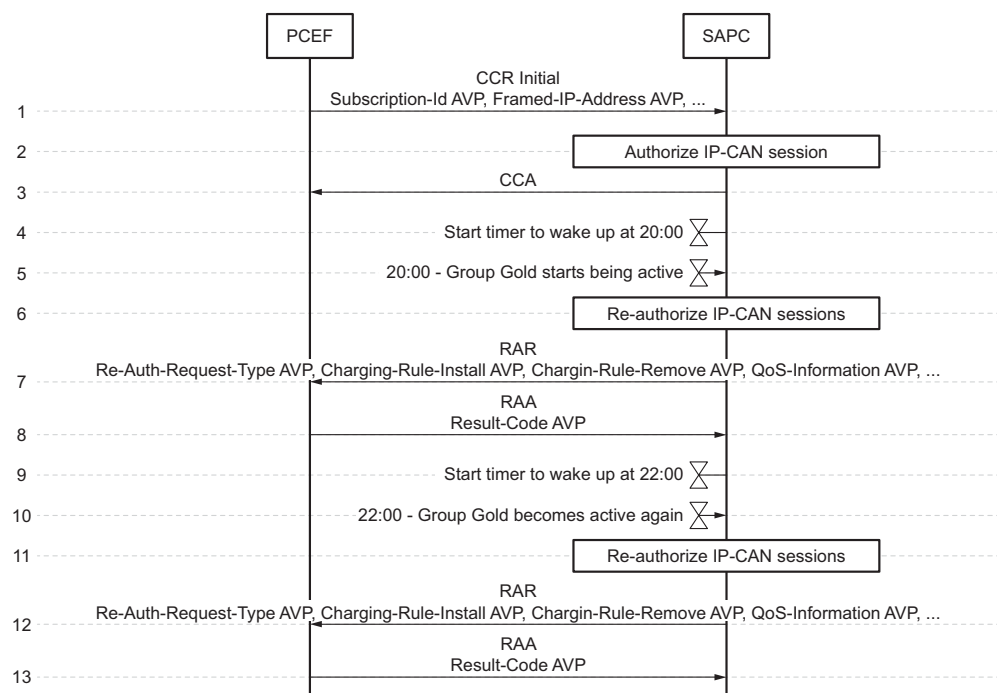 PCEF
SAPC
CCR Initial
Subscription-Id AVP, Framed-IP-Address AVP, ...
1
2
Authorize IP-CAN session
CCA
3
4
Start timer to wake up at 20:00
5
20:00 - Group Gold starts being active
6
Re-authorize IP-CAN sessions
RAR
Re-Auth-Request-Type AVP, Charging-Rule-Install AVP, Chargin-Rule-Remove AVP, QoS-Information AVP, ...
7
RAA
Result-Code AVP
8
9
Start timer to wake up at 22:00
10
22:00 - Group Gold becomes active again
11
Re-authorize IP-CAN sessions
RAR
Re-Auth-Request-Type AVP, Charging-Rule-Install AVP, Chargin-Rule-Remove AVP, QoS-Information AVP, ...
12
RAA
Result-Code AVP
13